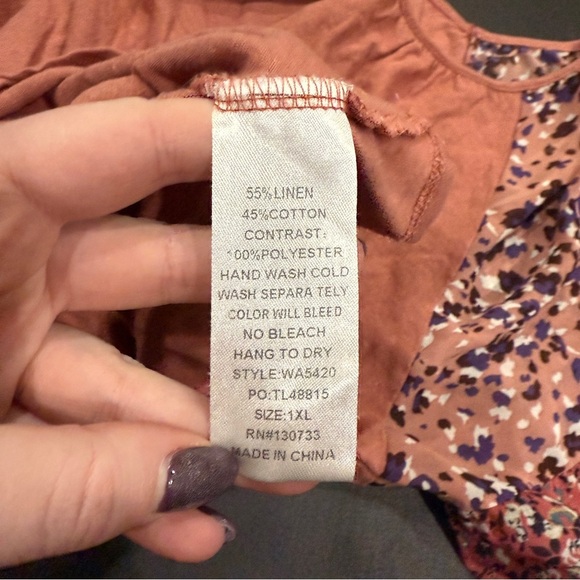 55%LINEN
45%COTTON
CONTRAST:
100%POLYESTER
HAND WASH COLD
WASH SEPARA TELY
COLOR WILL BLEED
NO BLEACH
HANG TO DRY
STYLE:WA5420
PO:TL48815
SIZE:1XL
RN#130733
MADE IN CHINA